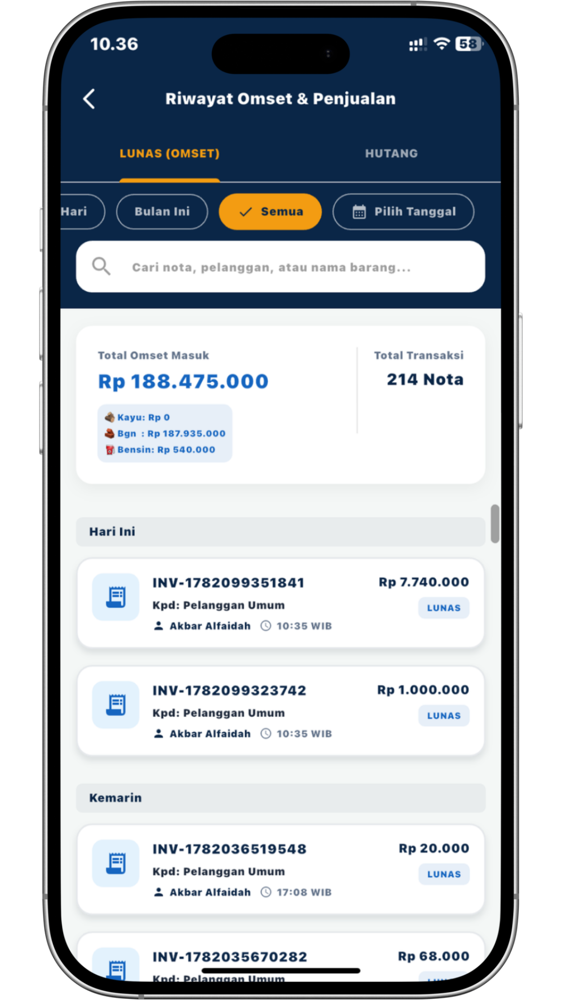 10.36
58
Riwayat Omset & Penjualan
LUNAS (OMSET)
HUTANG
Hari
Bulan Ini
Semua
Pilih Tanggal
Cari nota, pelanggan, atau nama barang...
Total Omset Masuk
Total Transaksi
Rp 188.475.000
214 Nota
Kayu: Rp 0
Bgn : Rp 187.935.000
Bensin: Rp 540.000
Hari Ini
INV-1782099351841
Rp 7.740.000
Kpd: Pelanggan Umum
LUNAS
Akbar Alfaidah
10:35 WIB
INV-1782099323742
Rp 1.000.000
Kpd: Pelanggan Umum
LUNAS
Akbar Alfaidah
10:35 WIB
Kemarin
INV-1782036519548
Rp 20.000
Kpd: Pelanggan Umum
LUNAS
Akbar Alfaidah
17:08 WIB
INV-1782035670282
Rp 68.000
Kpd: Pelanggan Umum